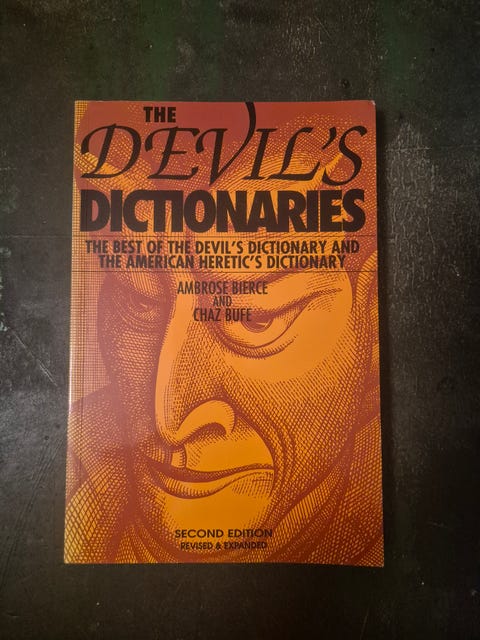 THE
DEVIL'S
DICTIONARIES
THE BEST OF THE DEVIL'S DICTIONARY AND
THE AMERICAN HERETIC'S DICTIONARY
AMBROSE BIERCE
AND
CHAZ BUFE
SECOND EDITION
REVISED & EXPANDED